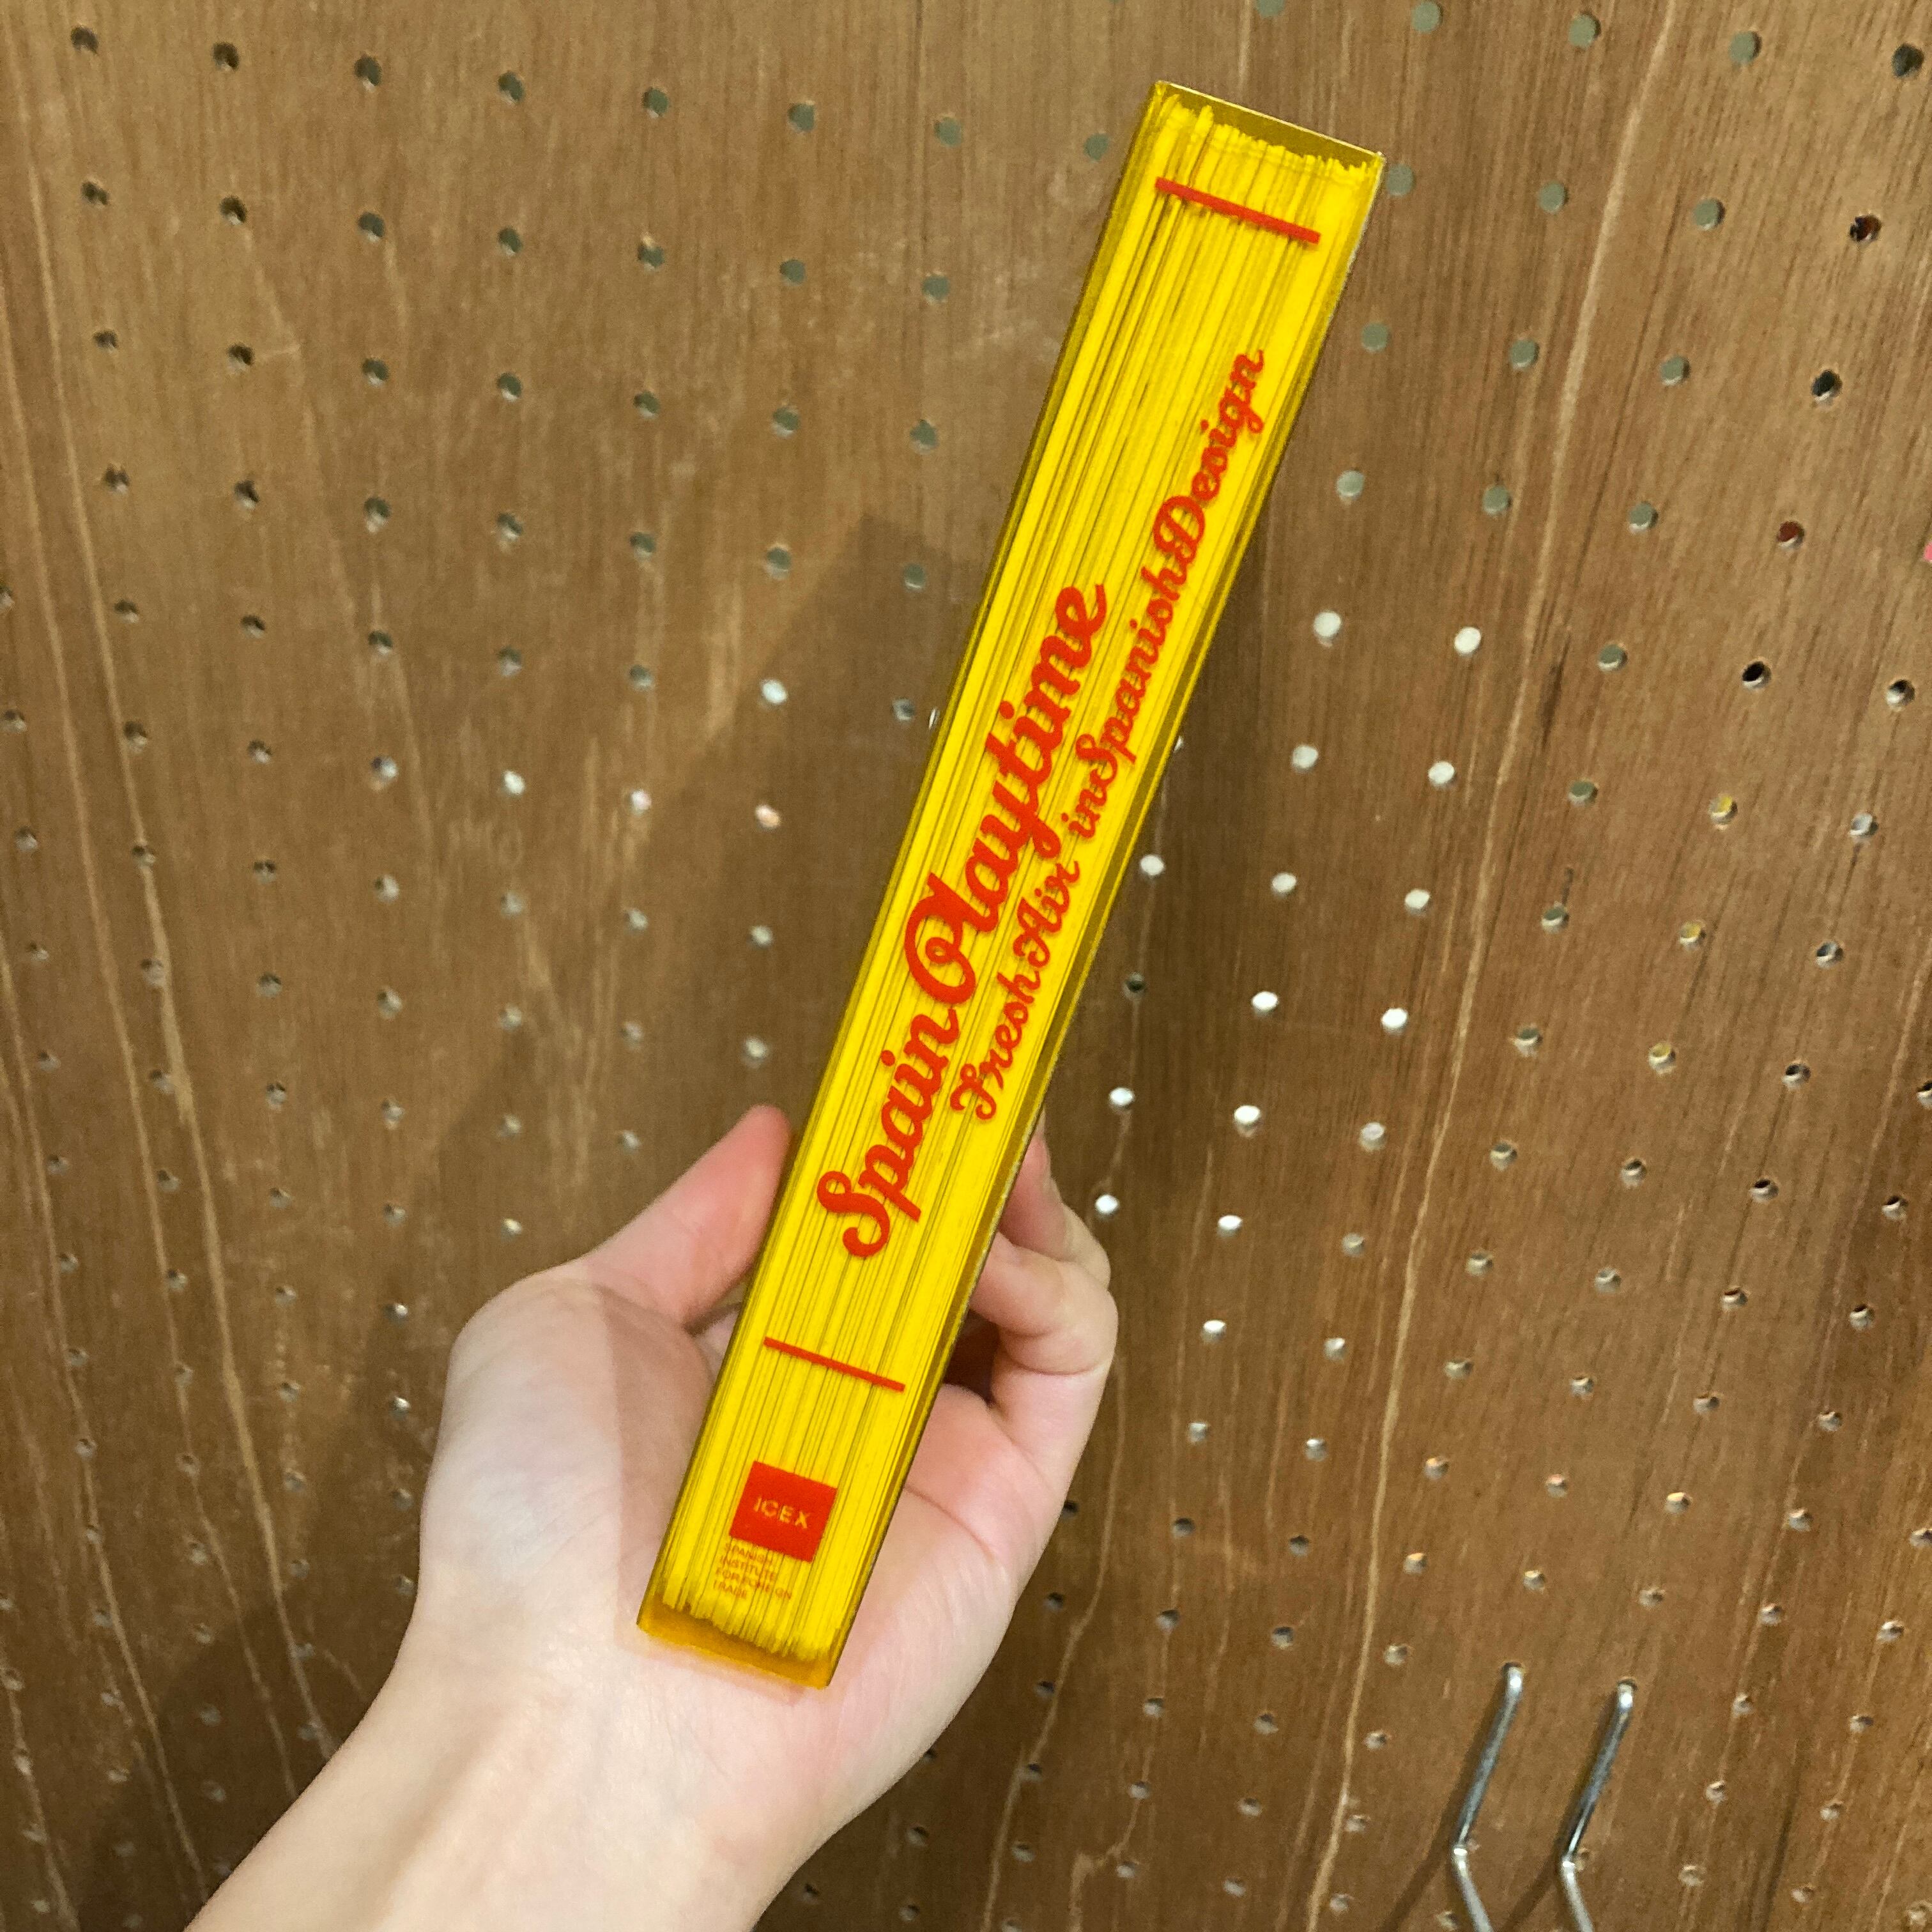 Spain Playtime
Fresh Air in Spanish Design
ICEX
SPANISH
INSTITUTE
FOR FOREIGN
TRADE